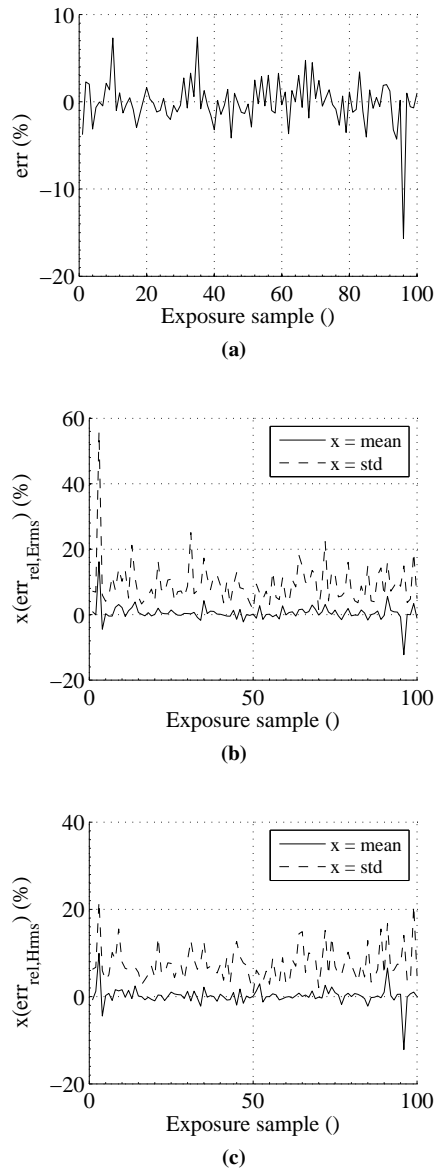 10
0
−10
−20
err (%)
0 20 40 60 80 100
Exposure sample ()
(a)
60
40
20
0
−20
x(err_rel,Erms) (%)
x = mean
x = std
0 50 100
Exposure sample ()
(b)
40
20
0
−20
x(err_rel,Hrms) (%)
x = mean
x = std
0 50 100
Exposure sample ()
(c)